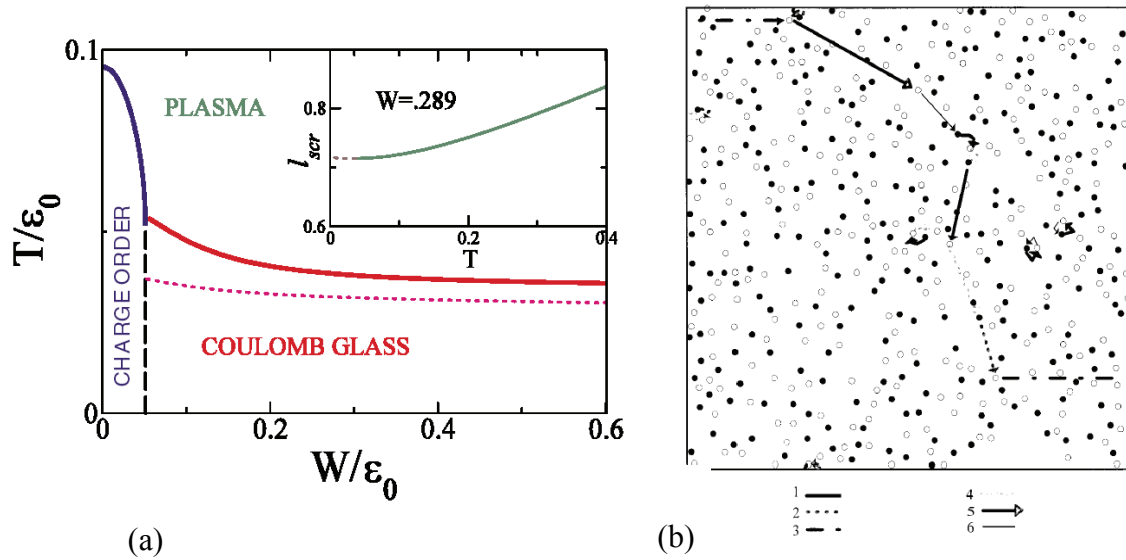 0.1
PLASMA
W=.289
0.8
l_scr
0.6
0
0.2
0.4
T
T/ε₀
CHARGE ORDER
COULOMB GLASS
0
0
0.2
0.4
0.6
W/ε₀
(a)
1
2
3
4
5
6
(b)